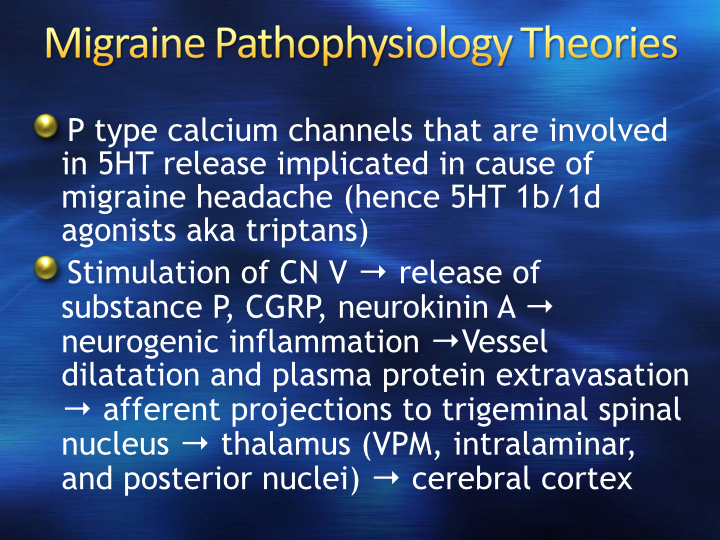 Migraine Pathophysiology Theories
P type calcium channels that are involved
in 5HT release implicated in cause of
migraine headache (hence 5HT 1b/1d
agonists aka triptans)
Stimulation of CN V → release of
substance P, CGRP, neurokinin A →
neurogenic inflammation →Vessel
dilatation and plasma protein extravasation
→ afferent projections to trigeminal spinal
nucleus → thalamus (VPM, intralaminar,
and posterior nuclei) → cerebral cortex